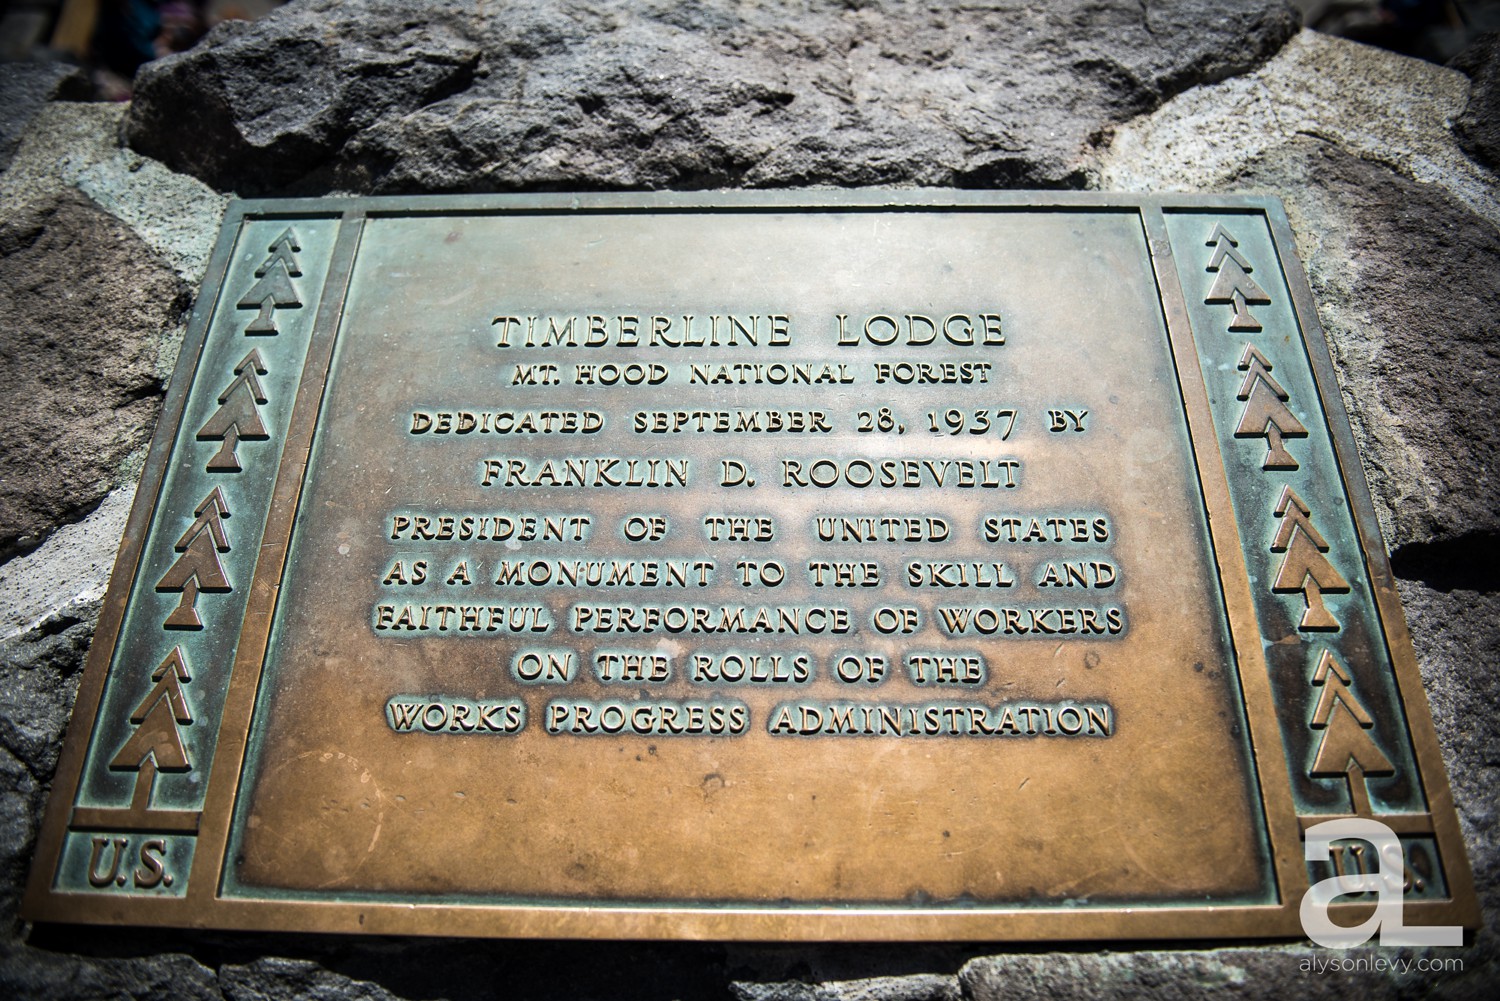 TIMBERLINE LODGE
MT. HOOD NATIONAL FOREST
DEDICATED SEPTEMBER 28, 1937 BY
FRANKLIN D. ROOSEVELT
PRESIDENT OF THE UNITED STATES
AS A MONUMENT TO THE SKILL AND
FAITHFUL PERFORMANCE OF WORKERS
ON THE ROLLS OF THE
WORKS PROGRESS ADMINISTRATION
U.S.
U.S.
aL
alysonlevy.com